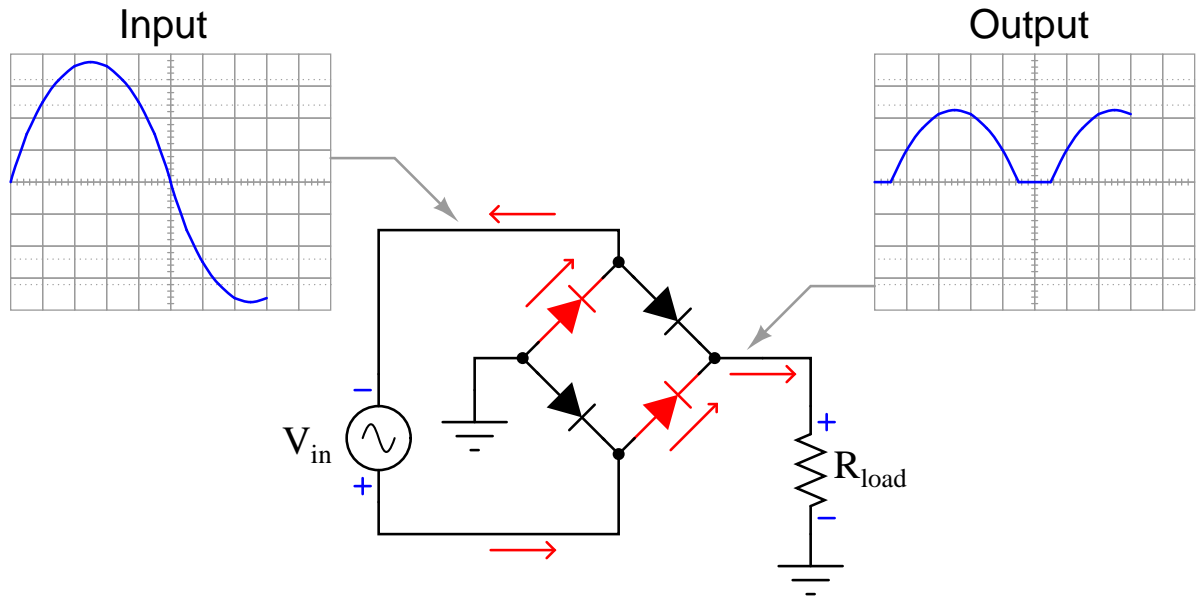 Input
Output
−
V_in
+
+
R_load
−